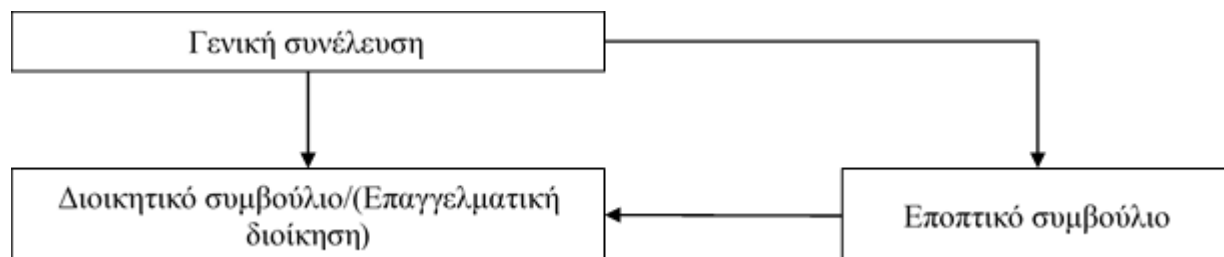 Γενική συνέλευση
Διοικητικό συμβούλιο/(Επαγγελματική
διοίκηση)
Εποπτικό συμβούλιο